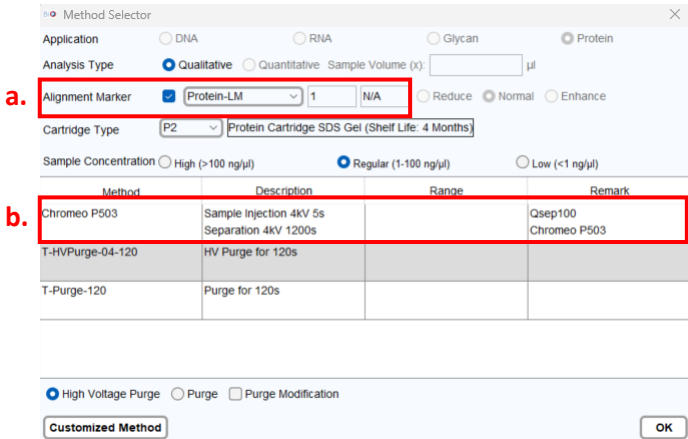 BiQ Method Selector
Application DNA RNA Glycan Protein
Analysis Type Qualitative Quantitative Sample Volume (x): µl
a. Alignment Marker Protein-LM 1 N/A Reduce Normal Enhance
Cartridge Type P2 Protein Cartridge SDS Gel (Shelf Life: 4 Months)
Sample Concentration High (>100 ng/µl) Regular (1-100 ng/µl) Low (<1 ng/µl)
Method Description Range Remark
b. Chromeo P503 Sample Injection 4kV 5s Qsep100
Separation 4kV 1200s Chromeo P503
T-HVPurge-04-120 HV Purge for 120s
T-Purge-120 Purge for 120s
High Voltage Purge Purge Purge Modification
Customized Method OK